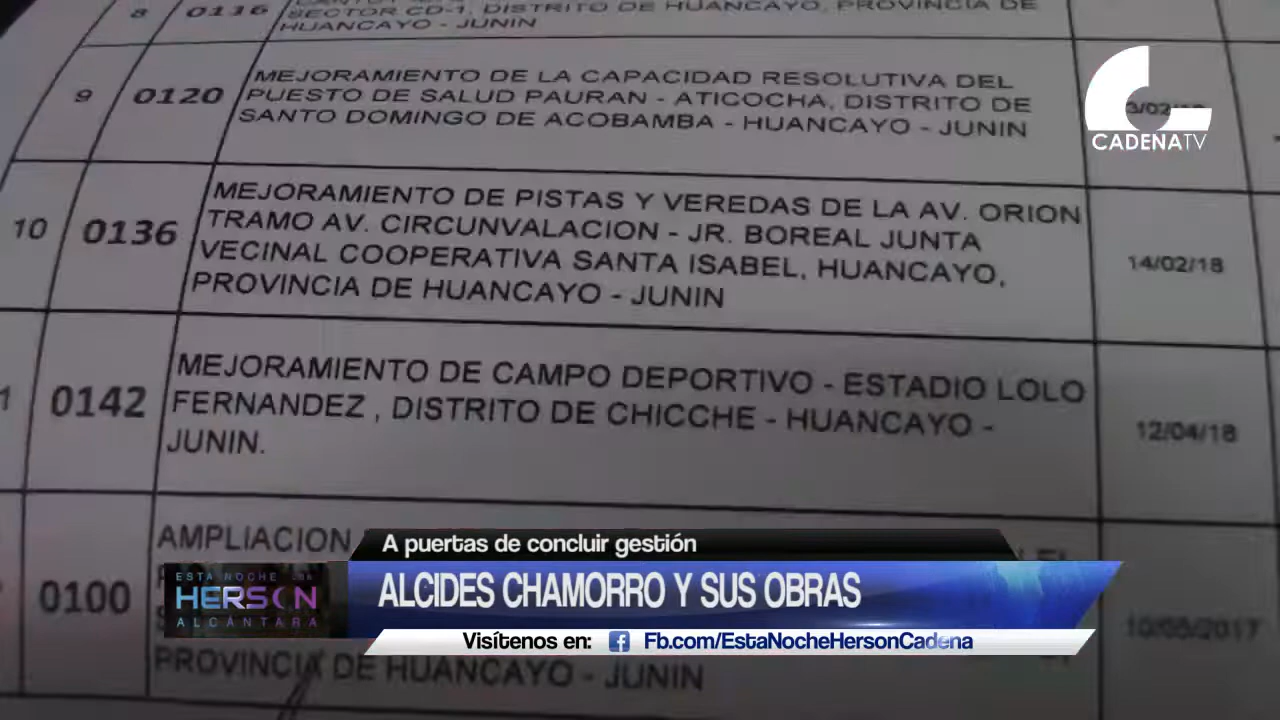 8
0116
SECTOR CO-1, DISTRITO DE HUANCAYO, PROVINCIA DE
HUANCAYO - JUNIN
9
0120
MEJORAMIENTO DE LA CAPACIDAD RESOLUTIVA DEL
PUESTO DE SALUD PAURAN - ATICOCHA, DISTRITO DE
SANTO DOMINGO DE ACOBAMBA - HUANCAYO - JUNIN
CADENATV
10
0136
MEJORAMIENTO DE PISTAS Y VEREDAS DE LA AV. ORION
TRAMO AV. CIRCUNVALACION - JR. BOREAL JUNTA
VECINAL COOPERATIVA SANTA ISABEL, HUANCAYO,
PROVINCIA DE HUANCAYO - JUNIN
14/02/18
1
0142
MEJORAMIENTO DE CAMPO DEPORTIVO - ESTADIO LOLO
FERNANDEZ , DISTRITO DE CHICCHE - HUANCAYO -
JUNIN.
12/04/18
0100
AMPLIACION
PROVINCIA DE HUANCAYO - JUNIN
10/05/2017
A puertas de concluir gestión
ESTA NOCHE CON
HERSON
ALCÁNTARA
ALCIDES CHAMORRO Y SUS OBRAS
Visítenos en: Fb.com/EstaNocheHersonCadena